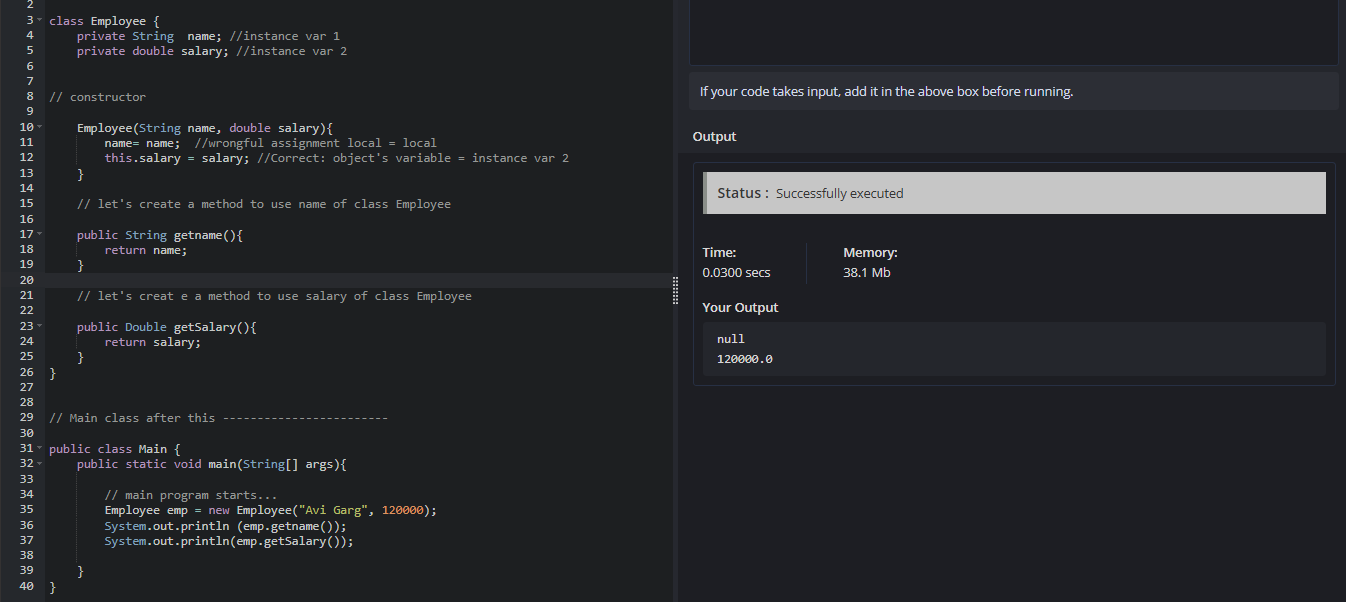 2
3 class Employee {
4 private String  name; //instance var 1
5 private double salary; //instance var 2
6
7
8 // constructor
9
10 Employee(String name, double salary){
11 name= name;  //wrongful assignment local = local
12 this.salary = salary; //Correct: object's variable = instance var 2
13 }
14
15 // let's create a method to use name of class Employee
16
17 public String getname(){
18 return name;
19 }
20
21 // let's creat e a method to use salary of class Employee
22
23 public Double getSalary(){
24 return salary;
25 }
26 }
27
28
29 // Main class after this ------------------------
30
31 public class Main {
32 public static void main(String[] args){
33
34 // main program starts...
35 Employee emp = new Employee("Avi Garg", 120000);
36 System.out.println (emp.getname());
37 System.out.println(emp.getSalary());
38
39 }
40 }
If your code takes input, add it in the above box before running.
Output
Status : Successfully executed
Time: Memory:
0.0300 secs 38.1 Mb
Your Output
null
120000.0